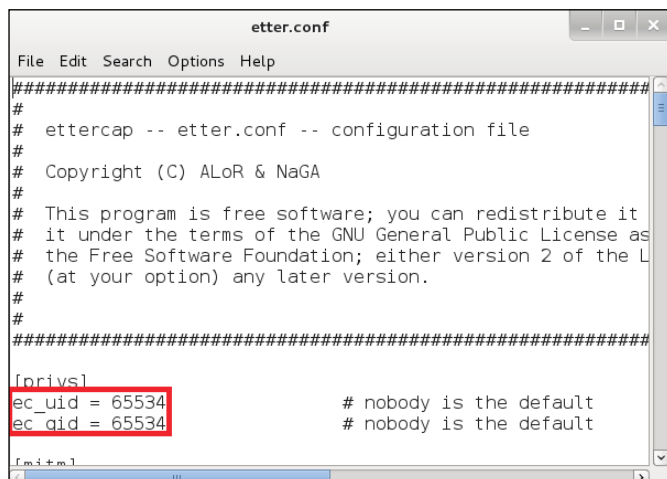 etter.conf
File Edit Search Options Help
###########################################################
#
# ettercap -- etter.conf -- configuration file
#
# Copyright (C) ALoR & NaGA
#
# This program is free software; you can redistribute it
# it under the terms of the GNU General Public License as
# the Free Software Foundation; either version 2 of the L
# (at your option) any later version.
#
#
###########################################################
[privs]
ec_uid = 65534 # nobody is the default
ec_gid = 65534 # nobody is the default
[mitm]